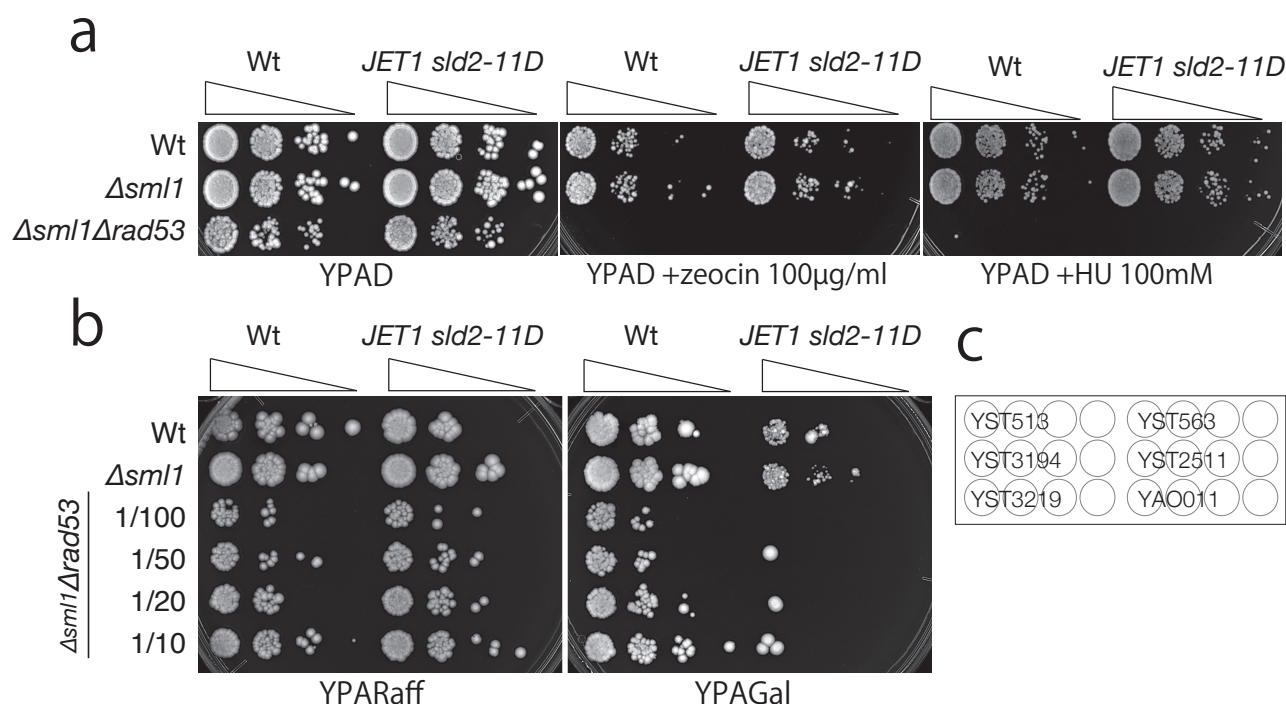 a
Wt JET1 sld2-11D JET1 sld2-11D Wt JET1 sld2-11D
Wt
Wt
Δsml1
Δsml1Δrad53
YPAD YPAD +zeocin 100μg/ml YPAD +HU 100mM
b
Wt JET1 sld2-11D Wt JET1 sld2-11D
Wt
Δsml1
Δsml1Δrad53
1/100
1/50
1/20
1/10
YPARaff YPAGal
c
YST513 YST563
YST3194 YST2511
YST3219 YAO011